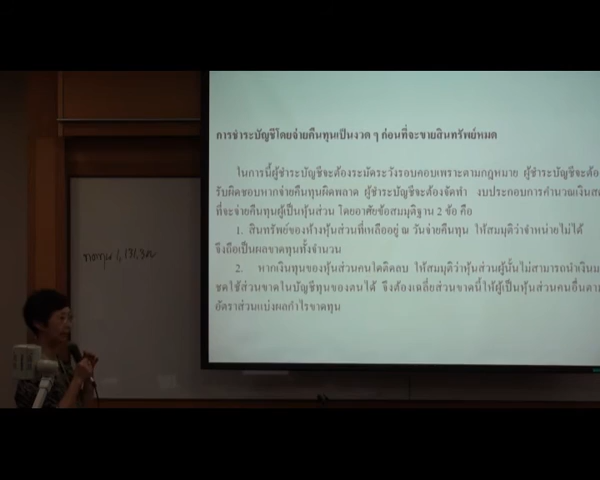 การชำระบัญชีโดยจ่ายคืนทุนเป็นงวด ๆ ก่อนที่จะขายสินทรัพย์หมด
ในการนี้ผู้ชำระบัญชีจะต้องระมัดระวังรอบคอบเพราะตามกฎหมาย ผู้ชำระบัญชีจะต้อง
รับผิดชอบหากจ่ายคืนทุนผิดพลาด ผู้ชำระบัญชีจะต้องจัดทำ งบประกอบการคำนวณเงินส
ที่จะจ่ายคืนทุนผู้เป็นหุ้นส่วน โดยอาศัยข้อสมมุติฐาน 2 ข้อ คือ
1. สินทรัพย์ของห้างหุ้นส่วนที่เหลืออยู่ ณ วันจ่ายคืนทุน ให้สมมุติว่าจำหน่ายไม่ได้
จึงถือเป็นผลขาดทุนทั้งจำนวน
2. หากเงินทุนของหุ้นส่วนคนใดติดลบ ให้สมมุติว่าหุ้นส่วนผู้นั้นไม่สามารถนำเงินม
ชดใช้ส่วนขาดในบัญชีทุนของตนได้ จึงต้องเฉลี่ยส่วนขาดนี้ให้ผู้เป็นหุ้นส่วนคนอื่นตาม
อัตราส่วนแบ่งผลกำไรขาดทุน
ขาดทุน 1,131,300